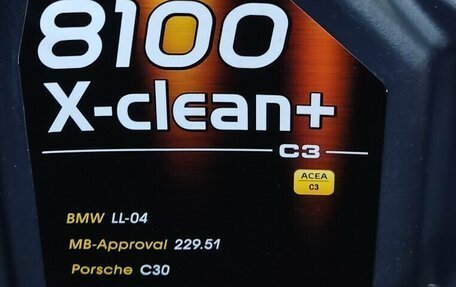 8100
X-clean+
C3
ACEA
C3
BMW LL-04
MB-Approval 229.51
Porsche C30